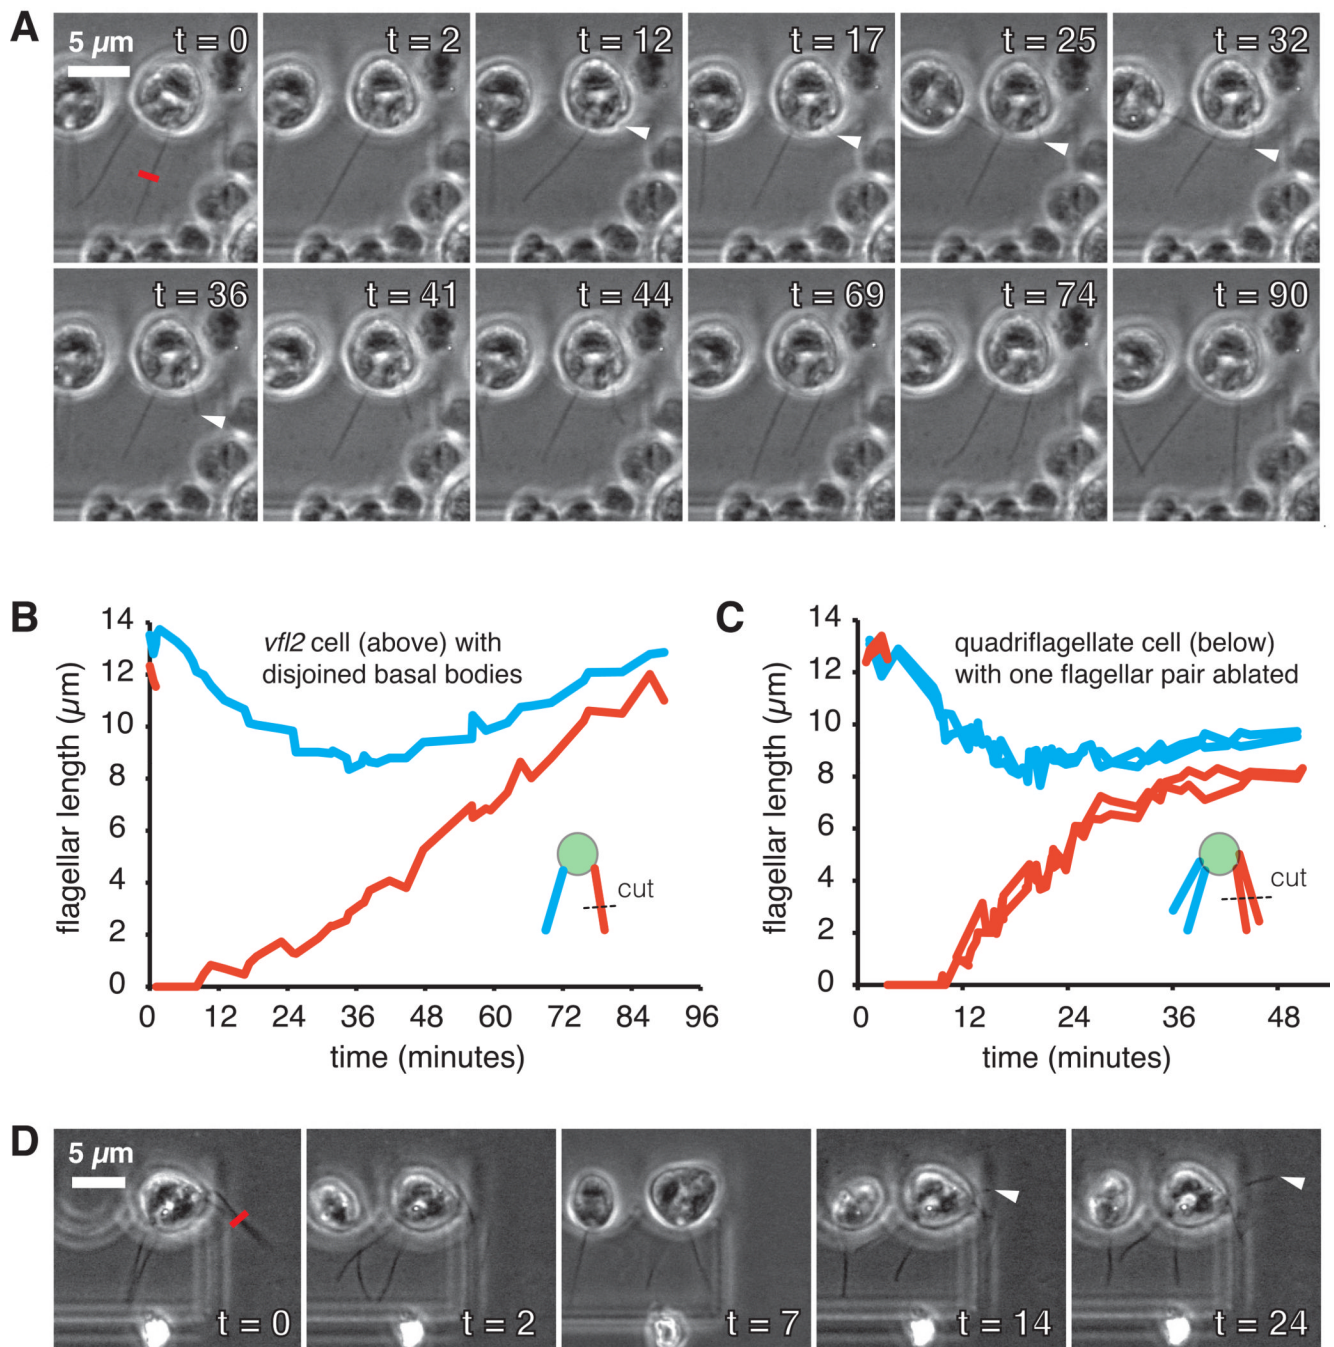 A
5 µm
t = 0
t = 2
t = 12
t = 17
t = 25
t = 32
t = 36
t = 41
t = 44
t = 69
t = 74
t = 90
B
14
12
10
8
6
4
2
0
flagellar length (µm)
vfl2 cell (above) with
disjoined basal bodies
cut
0 12 24 36 48 60 72 84 96
time (minutes)
C
14
12
10
8
6
4
2
0
flagellar length (µm)
quadriflagellate cell (below)
with one flagellar pair ablated
cut
0 12 24 36 48
time (minutes)
D
5 µm
t = 0
t = 2
t = 7
t = 14
t = 24